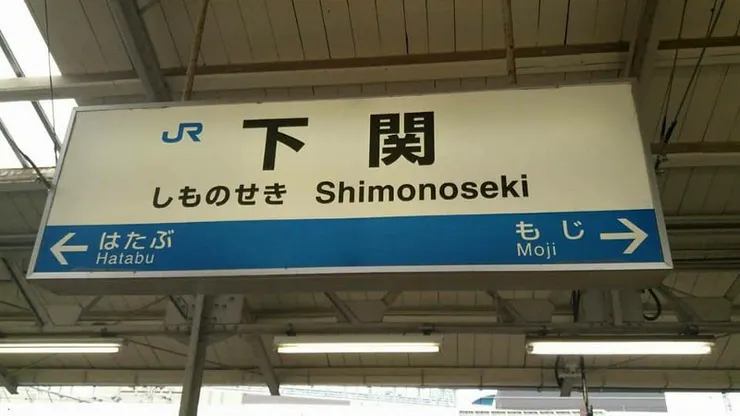 JR 下関
しものせき Shimonoseki
← はたぶ もじ →
Hatabu Moji